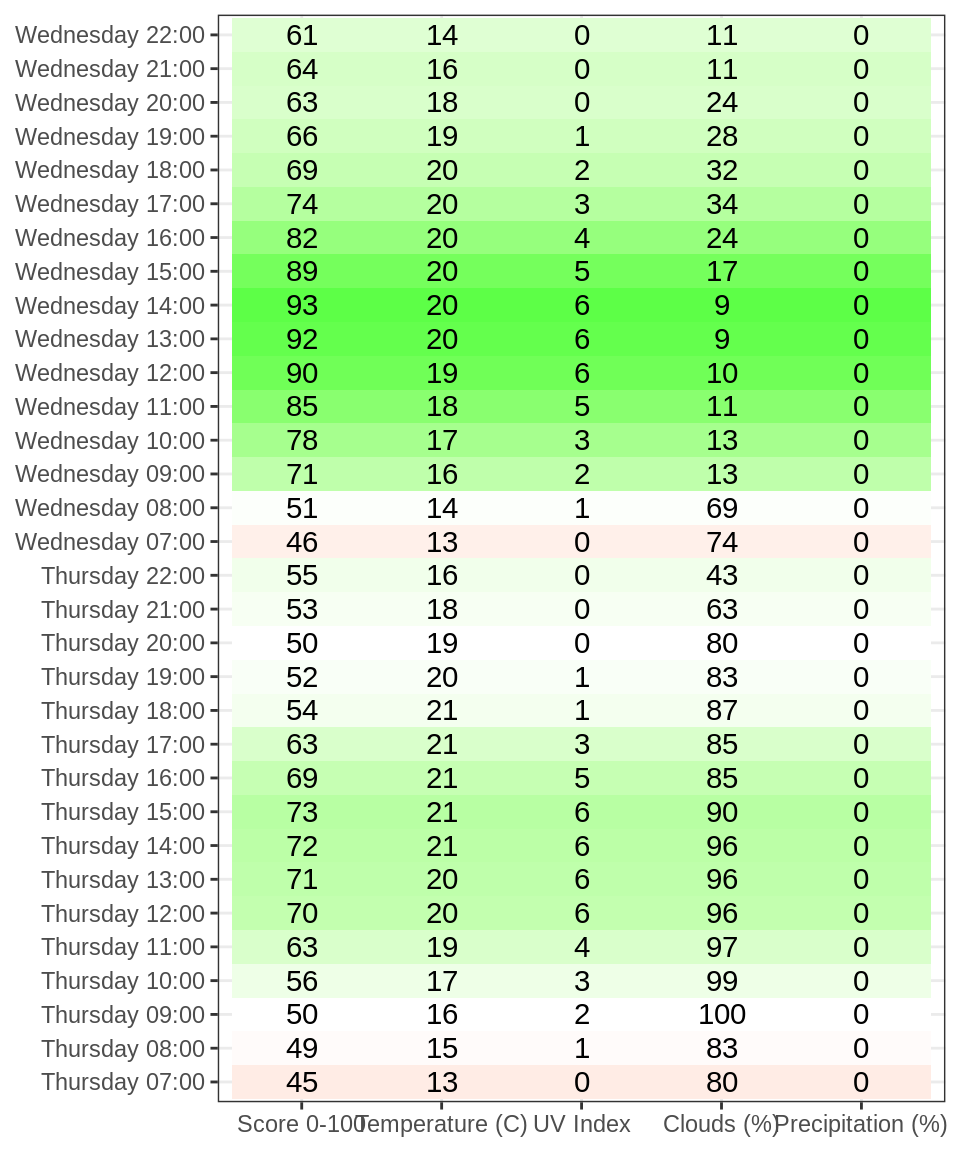 Wednesday 22:00 61 14 0 11 0
Wednesday 21:00 64 16 0 11 0
Wednesday 20:00 63 18 0 24 0
Wednesday 19:00 66 19 1 28 0
Wednesday 18:00 69 20 2 32 0
Wednesday 17:00 74 20 3 34 0
Wednesday 16:00 82 20 4 24 0
Wednesday 15:00 89 20 5 17 0
Wednesday 14:00 93 20 6 9 0
Wednesday 13:00 92 20 6 9 0
Wednesday 12:00 90 19 6 10 0
Wednesday 11:00 85 18 5 11 0
Wednesday 10:00 78 17 3 13 0
Wednesday 09:00 71 16 2 13 0
Wednesday 08:00 51 14 1 69 0
Wednesday 07:00 46 13 0 74 0
Thursday 22:00 55 16 0 43 0
Thursday 21:00 53 18 0 63 0
Thursday 20:00 50 19 0 80 0
Thursday 19:00 52 20 1 83 0
Thursday 18:00 54 21 1 87 0
Thursday 17:00 63 21 3 85 0
Thursday 16:00 69 21 5 85 0
Thursday 15:00 73 21 6 90 0
Thursday 14:00 72 21 6 96 0
Thursday 13:00 71 20 6 96 0
Thursday 12:00 70 20 6 96 0
Thursday 11:00 63 19 4 97 0
Thursday 10:00 56 17 3 99 0
Thursday 09:00 50 16 2 100 0
Thursday 08:00 49 15 1 83 0
Thursday 07:00 45 13 0 80 0
Score 0-100 Temperature (C) UV Index Clouds (%) Precipitation (%)